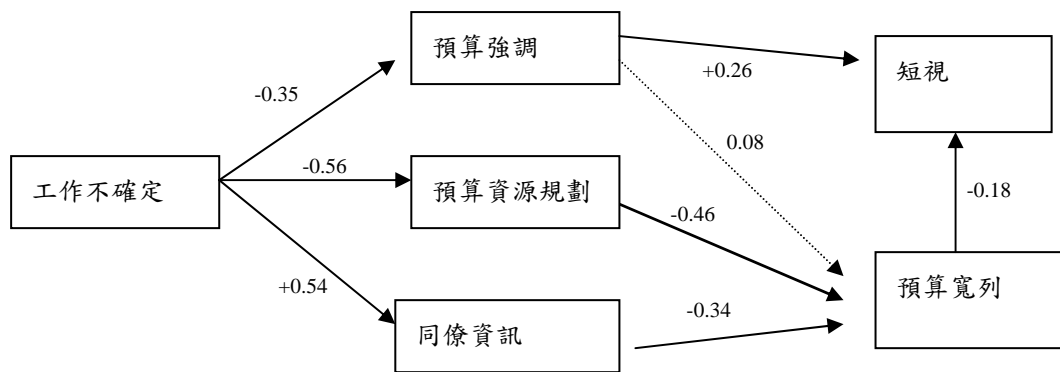 預算強調
+0.26
短視
-0.35
0.08
-0.56
工作不確定
預算資源規劃
-0.18
-0.46
+0.54
預算寬列
-0.34
同僚資訊